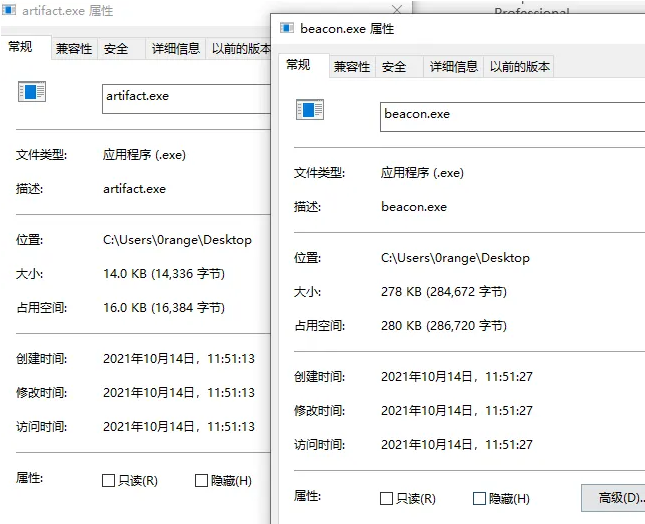 artifact.exe 属性
常规 兼容性 安全 详细信息 以前的版本
artifact.exe
文件类型: 应用程序 (.exe)
描述: artifact.exe
位置: C:\Users\0range\Desktop
大小: 14.0 KB (14,336 字节)
占用空间: 16.0 KB (16,384 字节)
创建时间: 2021年10月14日，11:51:13
修改时间: 2021年10月14日，11:51:13
访问时间: 2021年10月14日，11:51:13
属性: 只读(R) 隐藏(H)
beacon.exe 属性
常规 兼容性 安全 详细信息 以前的版本
beacon.exe
文件类型: 应用程序 (.exe)
描述: beacon.exe
位置: C:\Users\0range\Desktop
大小: 278 KB (284,672 字节)
占用空间: 280 KB (286,720 字节)
创建时间: 2021年10月14日，11:51:27
修改时间: 2021年10月14日，11:51:27
访问时间: 2021年10月14日，11:51:27
属性: 只读(R) 隐藏(H) 高级(D)..